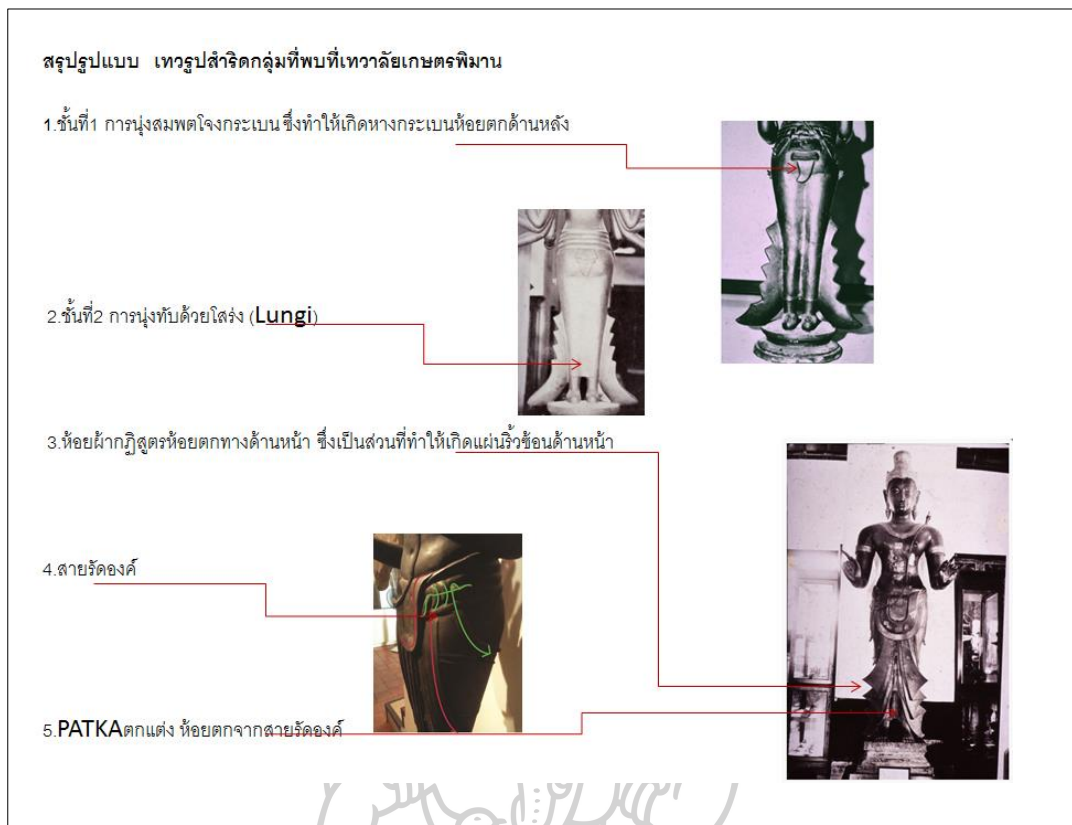 สรุปรูปแบบ เทวรูปสำริดกลุ่มที่พบที่เทวาลัยเกษตรพิมาน
1.ชั้นที่1 การนุ่งสมพตโจงกระเบน ซึ่งทำให้เกิดหางกระเบนห้อยตกด้านหลัง
2.ชั้นที่2 การนุ่งทับด้วยโสร่ง (Lungi)
3.ห้อยผ้ากฏิสูตรห้อยตกทางด้านหน้า ซึ่งเป็นส่วนที่ทำให้เกิดแผ่นริ้วซ้อนด้านหน้า
4.สายรัดองค์
5.PATKAตกแต่ง ห้อยตกจากสายรัดองค์